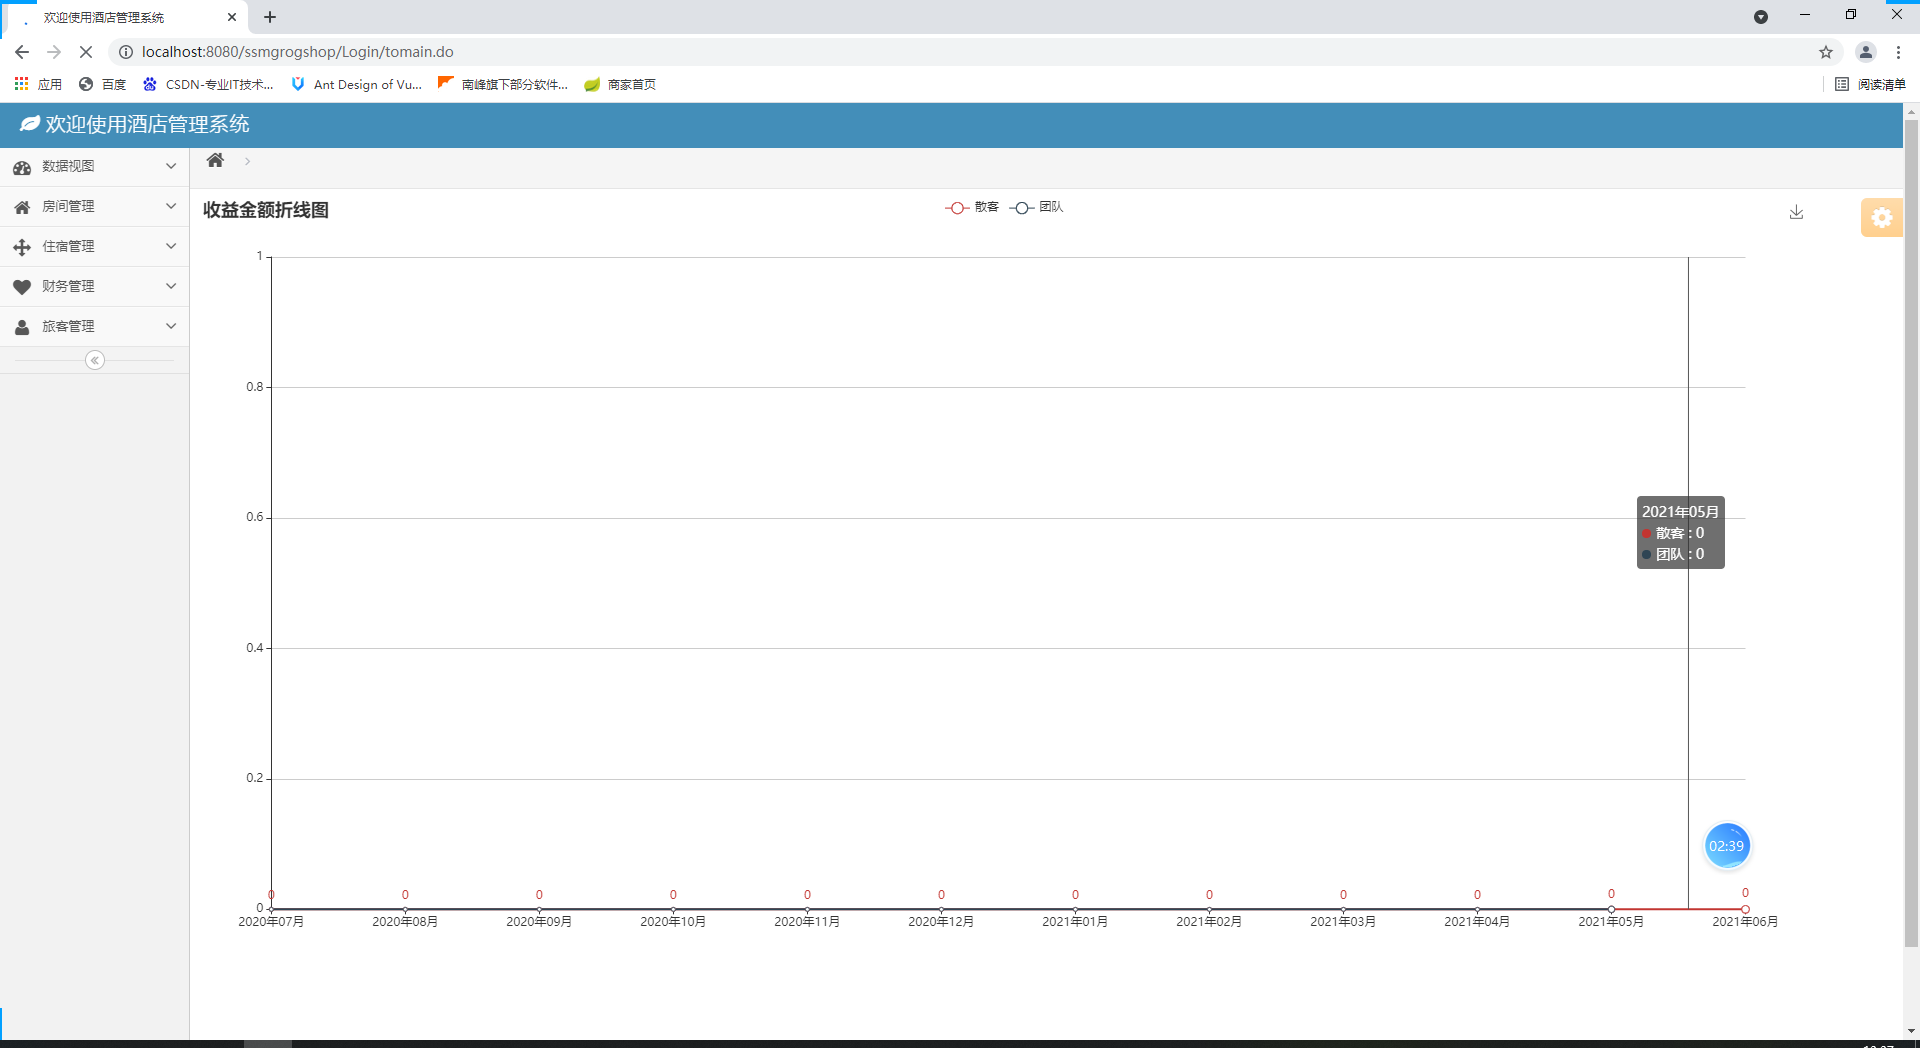 欢迎使用酒店管理系统
localhost:8080/ssmgrogshop/Login/tomain.do
应用 百度 CSDN-专业IT技术... Ant Design of Vu... 南峰旗下部分软件... 商家首页 阅读清单
欢迎使用酒店管理系统
数据视图
房间管理
住宿管理
财务管理
旅客管理
收益金额折线图
散客 团队
1
0.8
0.6
0.4
0.2
0
2021年05月
散客 : 0
团队 : 0
02:39
0 0 0 0 0 0 0 0 0 0 0 0
2020年07月 2020年08月 2020年09月 2020年10月 2020年11月 2020年12月 2021年01月 2021年02月 2021年03月 2021年04月 2021年05月 2021年06月